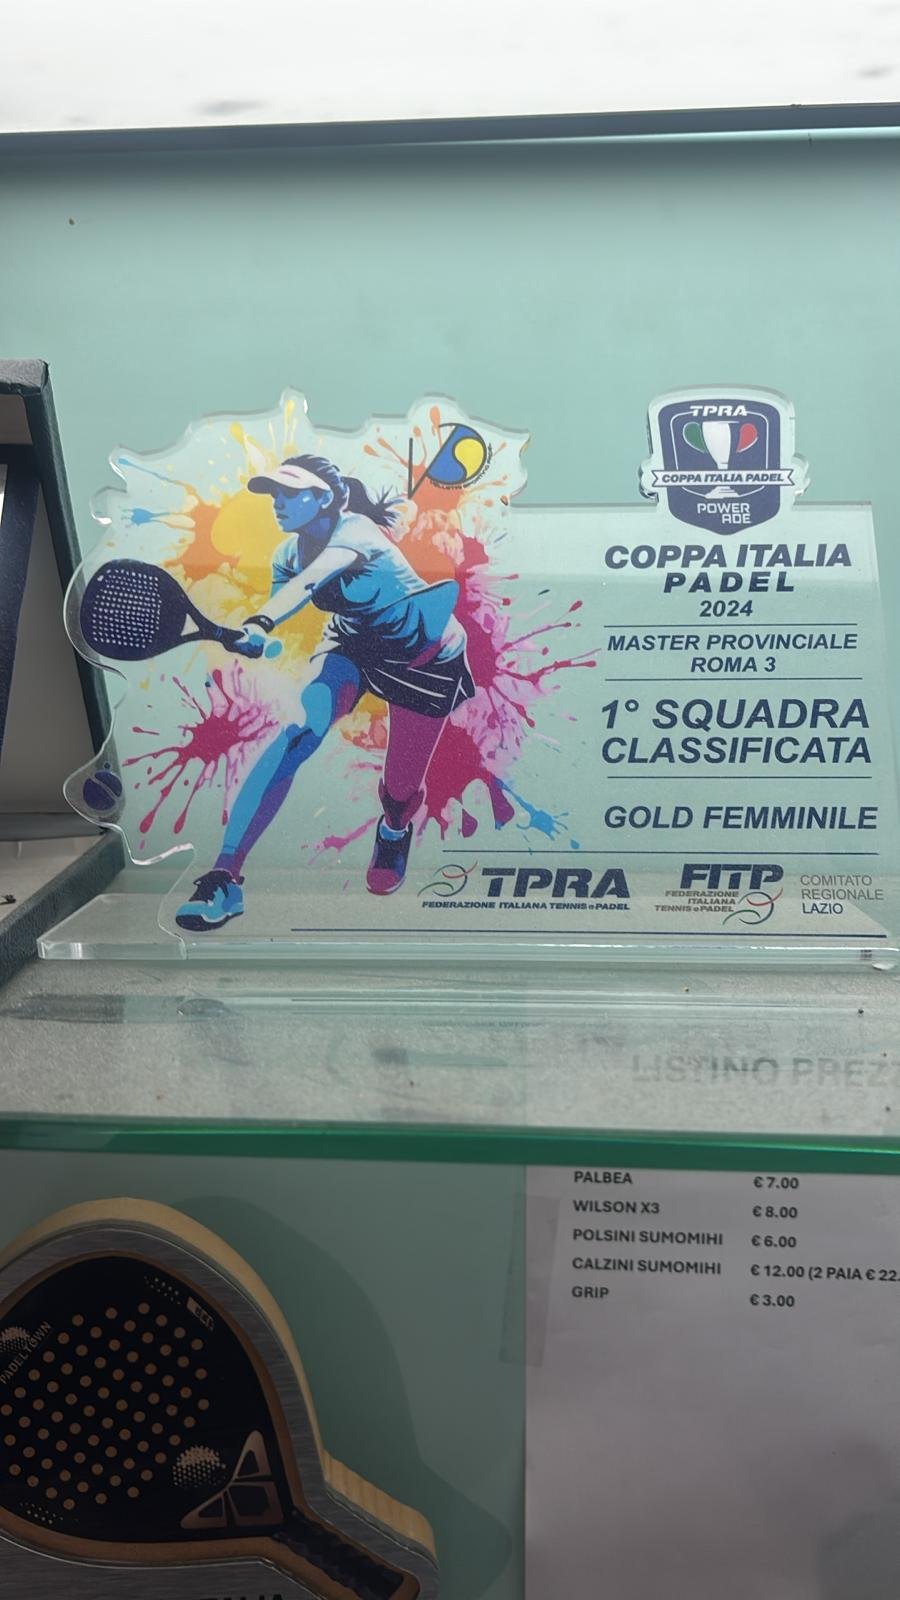 TPRA
COPPA ITALIA PADEL
POWER
ADE
COPPA ITALIA
PADEL
2024
MASTER PROVINCIALE
ROMA 3
1° SQUADRA
CLASSIFICATA
GOLD FEMMINILE
TPRA
FEDERAZIONE ITALIANA TENNIS e PADEL
FITP
FEDERAZIONE
ITALIANA
TENNIS e PADEL
COMITATO
REGIONALE
LAZIO
LISTINO PREZZ
PALBEA € 7.00
WILSON X3 € 8.00
POLSINI SUMOMIHI € 6.00
CALZINI SUMOMIHI € 12.00 (2 PAIA € 22.
GRIP € 3.00
PADELTOWN